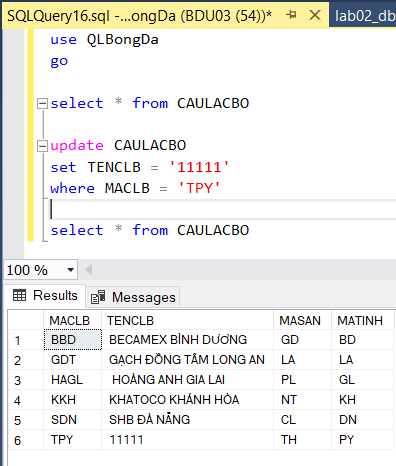 SQLQuery16.sql -...ongDa (BDU03 (54))* lab02_db
use QLBongDa
go
select * from CAULACBO
update CAULACBO
set TENCLB = '11111'
where MACLB = 'TPY'
select * from CAULACBO
100 %
Results Messages
MACLB TENCLB MASAN MATINH
1 BBD BECAMEX BÌNH DƯƠNG GD BD
2 GDT GẠCH ĐỒNG TÂM LONG AN LA LA
3 HAGL HOÀNG ANH GIA LAI PL GL
4 KKH KHATOCO KHÁNH HÒA NT KH
5 SDN SHB ĐÀ NẴNG CL DN
6 TPY 11111 TH PY